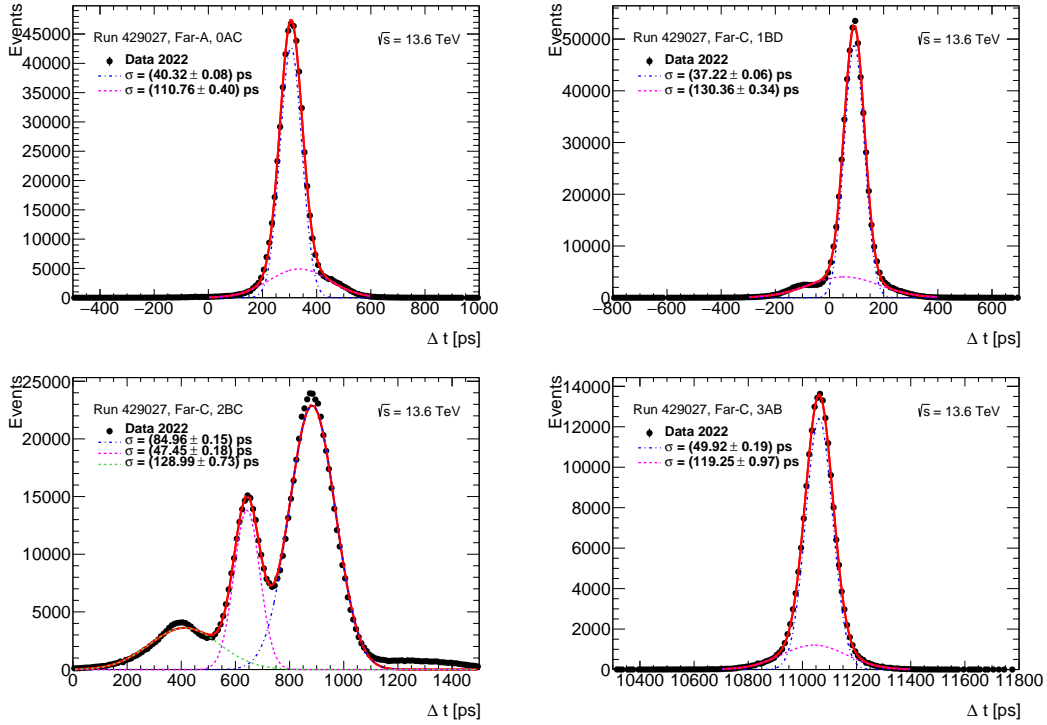 Events
Run 429027, Far-A, 0AC
√s = 13.6 TeV
Data 2022
σ = (40.32 ± 0.08) ps
σ = (110.76 ± 0.40) ps
45000
40000
35000
30000
25000
20000
15000
10000
5000
0
−400 −200 0 200 400 600 800 1000
Δ t [ps]
Events
Run 429027, Far-C, 1BD
√s = 13.6 TeV
Data 2022
σ = (37.22 ± 0.06) ps
σ = (130.36 ± 0.34) ps
50000
40000
30000
20000
10000
0
−800 −600 −400 −200 0 200 400 600
Δ t [ps]
Events
Run 429027, Far-C, 2BC
√s = 13.6 TeV
Data 2022
σ = (84.96 ± 0.15) ps
σ = (47.45 ± 0.18) ps
σ = (128.99 ± 0.73) ps
25000
20000
15000
10000
5000
0
0 200 400 600 800 1000 1200 1400
Δ t [ps]
Events
Run 429027, Far-C, 3AB
√s = 13.6 TeV
Data 2022
σ = (49.92 ± 0.19) ps
σ = (119.25 ± 0.97) ps
14000
12000
10000
8000
6000
4000
2000
0
10400 10600 10800 11000 11200 11400 11600 11800
Δ t [ps]